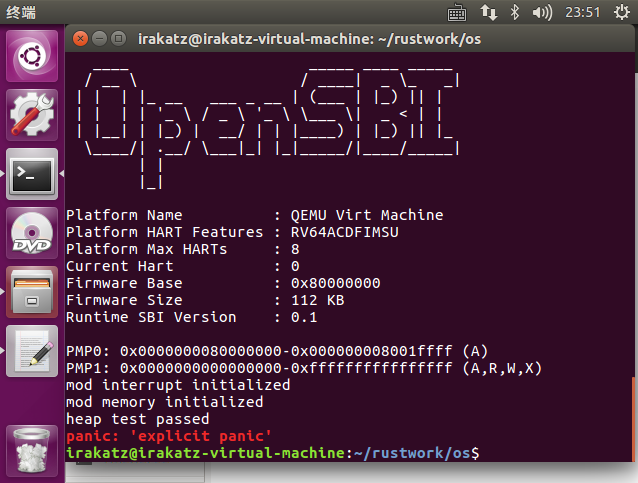 终端
23:51
irakatz@irakatz-virtual-machine: ~/rustwork/os
OpenSBI
Platform Name : QEMU Virt Machine
Platform HART Features : RV64ACDFIMSU
Platform Max HARTs : 8
Current Hart : 0
Firmware Base : 0x80000000
Firmware Size : 112 KB
Runtime SBI Version : 0.1
PMP0: 0x0000000080000000-0x000000008001ffff (A)
PMP1: 0x0000000000000000-0xffffffffffffffff (A,R,W,X)
mod interrupt initialized
mod memory initialized
heap test passed
panic: 'explicit panic'
irakatz@irakatz-virtual-machine:~/rustwork/os$
DVD